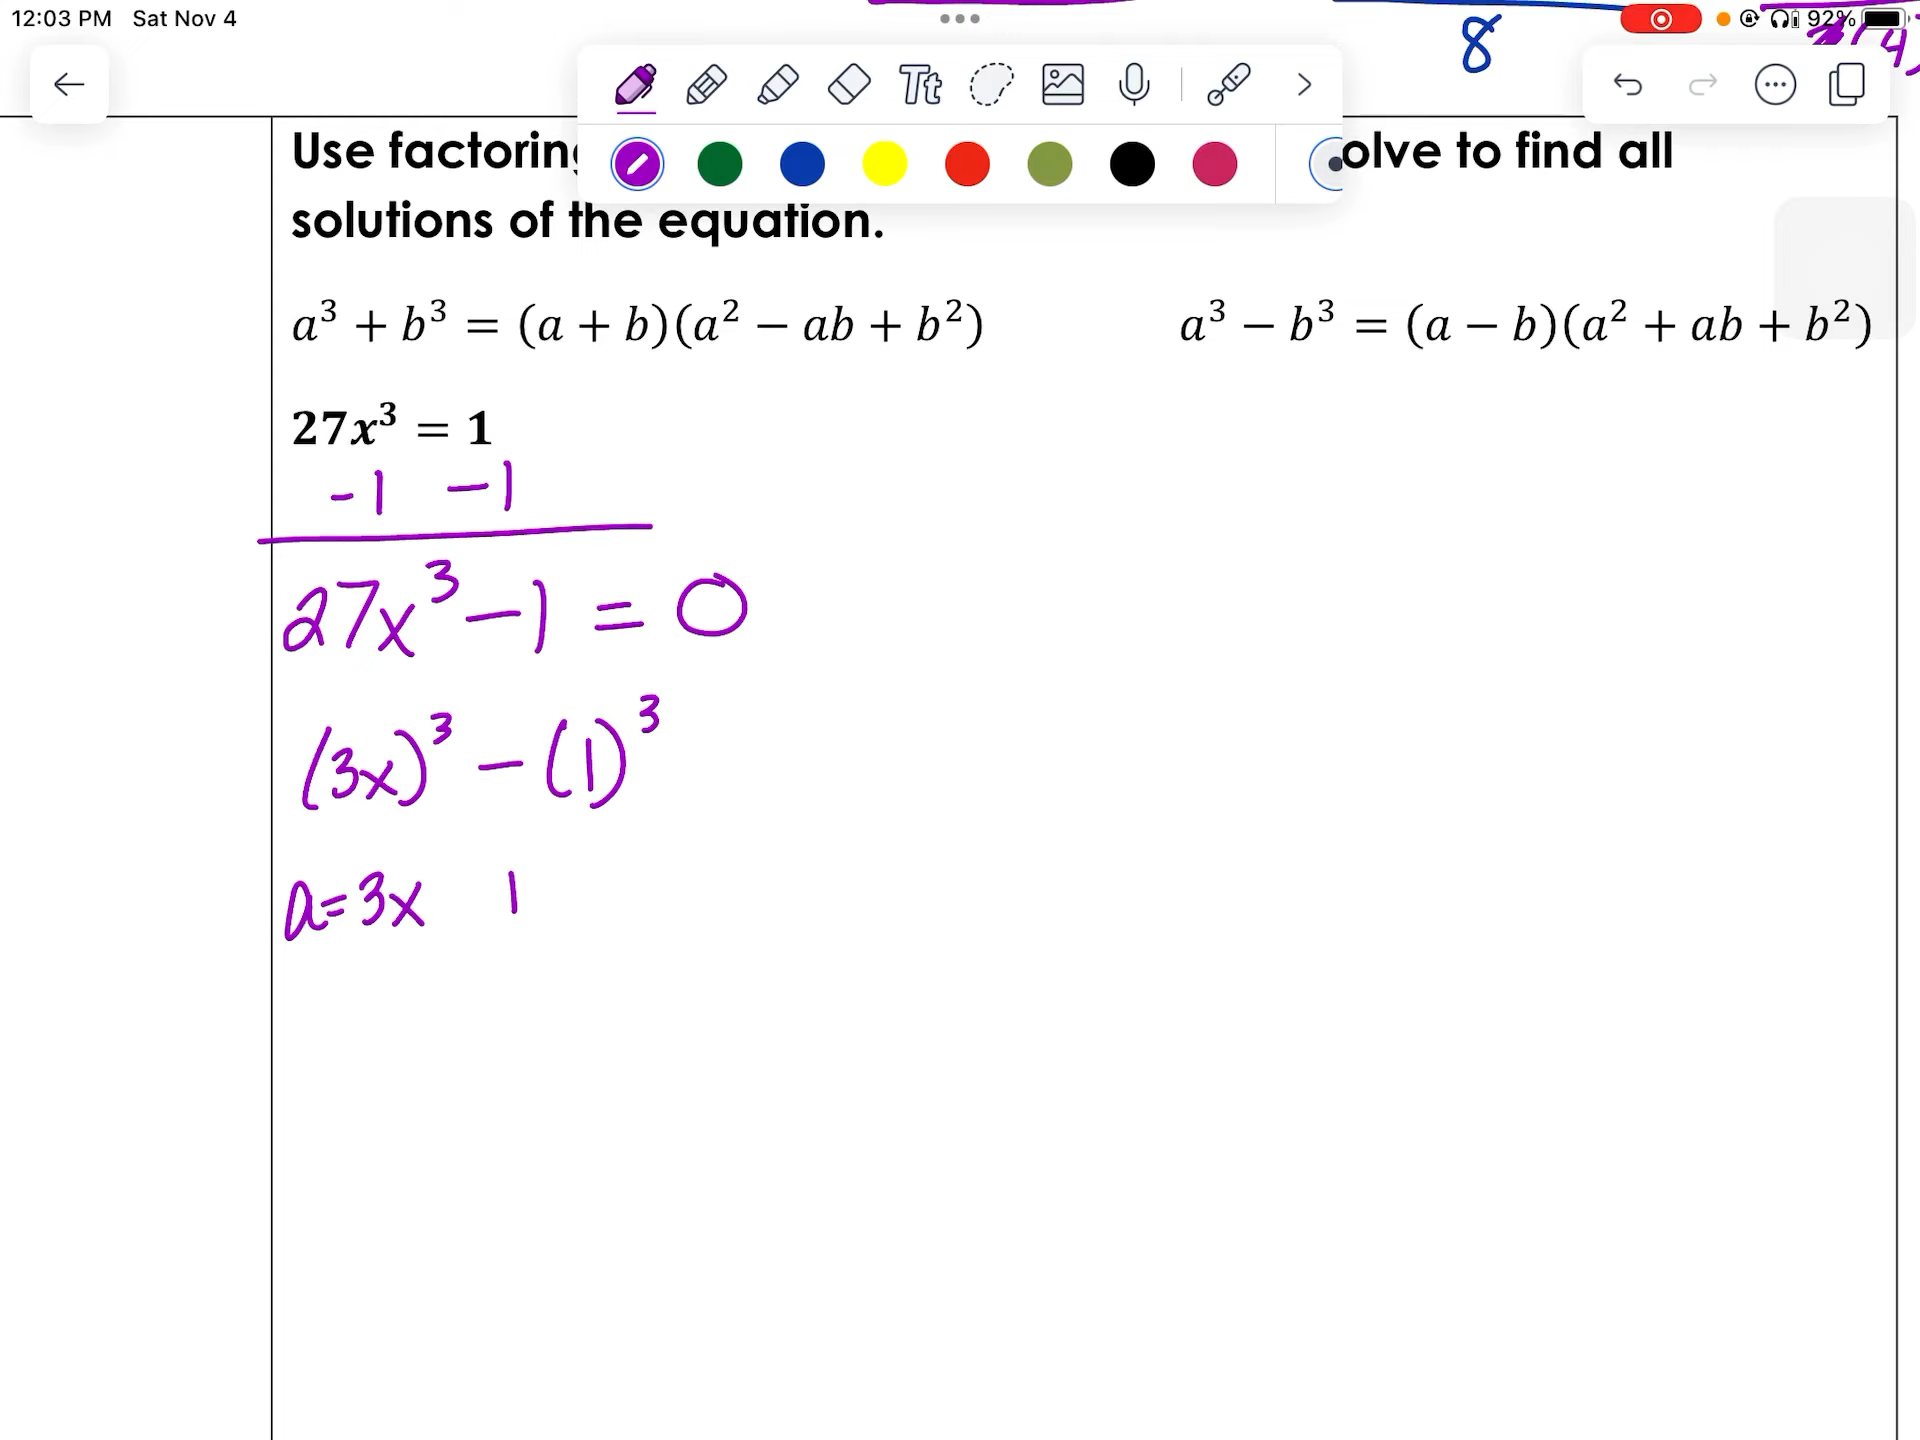 12:03 PM Sat Nov 4
92%
8
Tt
Use factoring olve to find all
solutions of the equation.
a³ + b³ = (a + b)(a² − ab + b²)
a³ − b³ = (a − b)(a² + ab + b²)
27x³ = 1
-1 -1
27x³ - 1 = 0
(3x)³ - (1)³
a = 3x